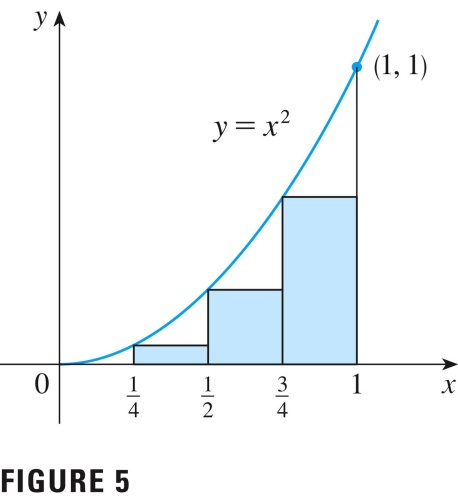 y
(1, 1)
y = x²
0 1/4 1/2 3/4 1 x
FIGURE 5